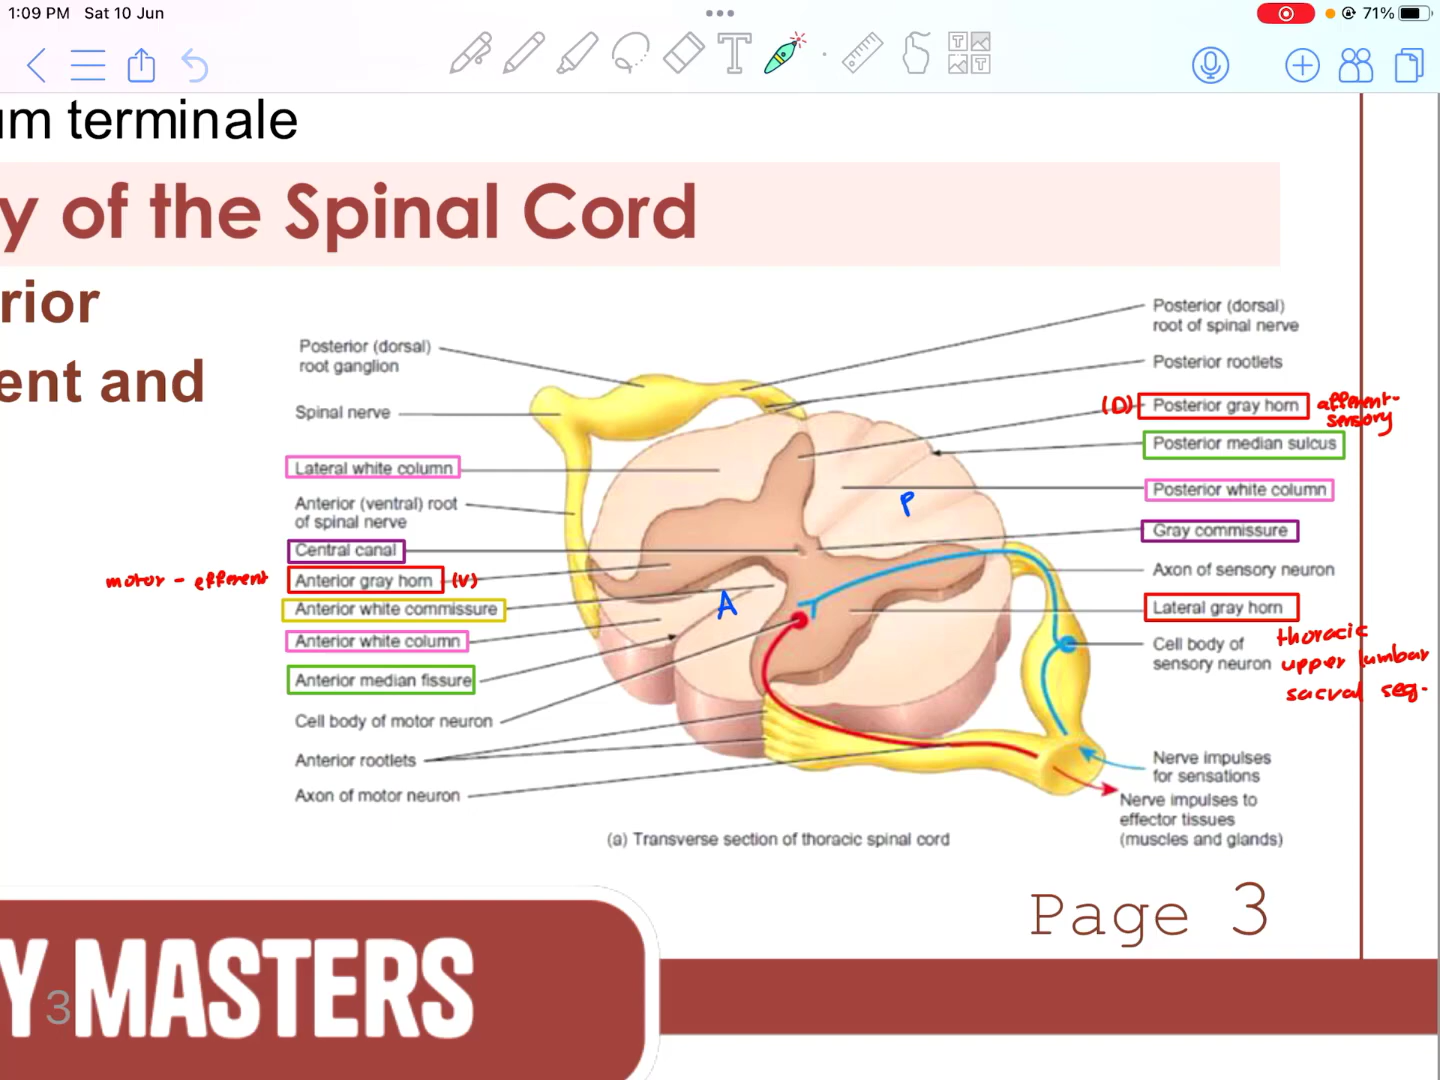 1:09 PM Sat 10 Jun
71%
um terminale
y of the Spinal Cord
rior
ent and
Posterior (dorsal)
root ganglion
Spinal nerve
Lateral white column
Anterior (ventral) root
of spinal nerve
Central canal
motor - efferent
Anterior gray horn (V)
Anterior white commissure
Anterior white column
Anterior median fissure
Cell body of motor neuron
Anterior rootlets
Axon of motor neuron
P
A
Posterior (dorsal)
root of spinal nerve
Posterior rootlets
(D) Posterior gray horn
afferent-
sensory
Posterior median sulcus
Posterior white column
Gray commissure
Axon of sensory neuron
Lateral gray horn
thoracic
upper lumbar
sacral seg.
Cell body of
sensory neuron
Nerve impulses
for sensations
Nerve impulses to
effector tissues
(muscles and glands)
(a) Transverse section of thoracic spinal cord
Page 3
Y MASTERS
3